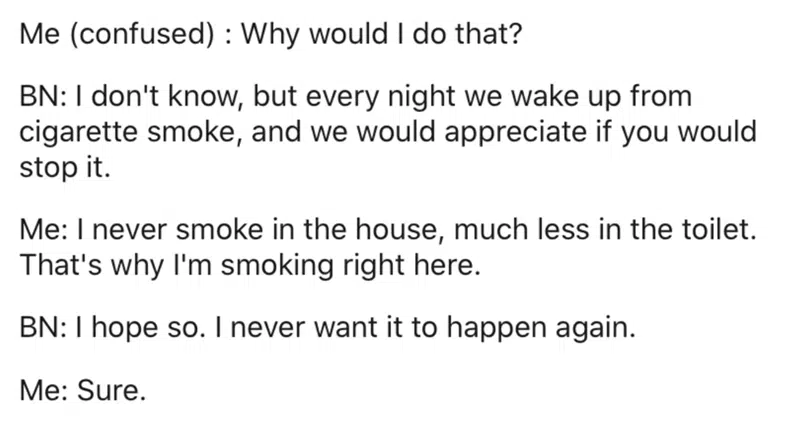 Me (confused) : Why would I do that?
BN: I don't know, but every night we wake up from
cigarette smoke, and we would appreciate if you would
stop it.
Me: I never smoke in the house, much less in the toilet.
That's why I'm smoking right here.
BN: I hope so. I never want it to happen again.
Me: Sure.